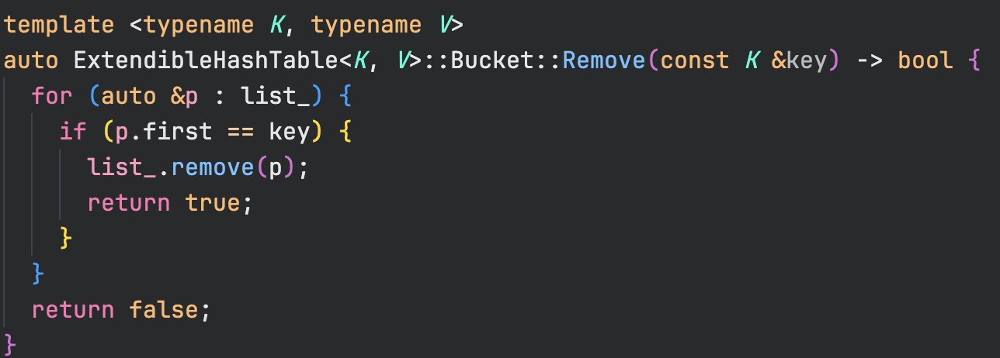 template <typename K, typename V>
auto ExtendibleHashTable<K, V>::Bucket::Remove(const K &key) -> bool {
  for (auto &p : list_) {
    if (p.first == key) {
      list_.remove(p);
      return true;
    }
  }
  return false;
}